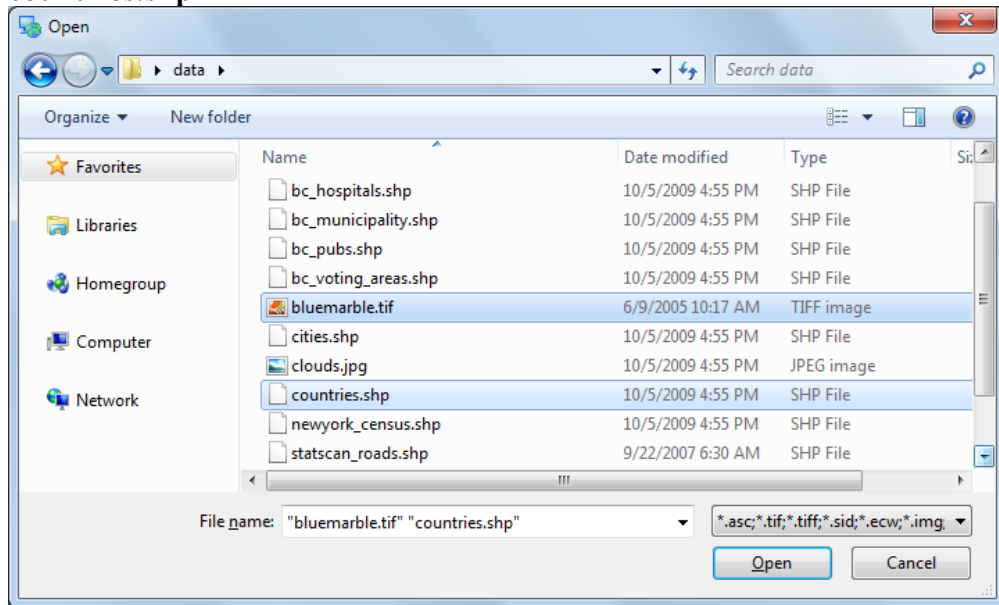 Open
data
Search data
Organize New folder
Favorites
Libraries
Homegroup
Computer
Network
Name Date modified Type
bc_hospitals.shp 10/5/2009 4:55 PM SHP File
bc_municipality.shp 10/5/2009 4:55 PM SHP File
bc_pubs.shp 10/5/2009 4:55 PM SHP File
bc_voting_areas.shp 10/5/2009 4:55 PM SHP File
bluemarble.tif 6/9/2005 10:17 AM TIFF image
cities.shp 10/5/2009 4:55 PM SHP File
clouds.jpg 10/5/2009 4:55 PM JPEG image
countries.shp 10/5/2009 4:55 PM SHP File
newyork_census.shp 10/5/2009 4:55 PM SHP File
statscan_roads.shp 9/22/2007 6:30 AM SHP File
File name: "bluemarble.tif" "countries.shp" *.asc;*.tif;*.tiff;*.sid;*.ecw;*.img;
Open Cancel